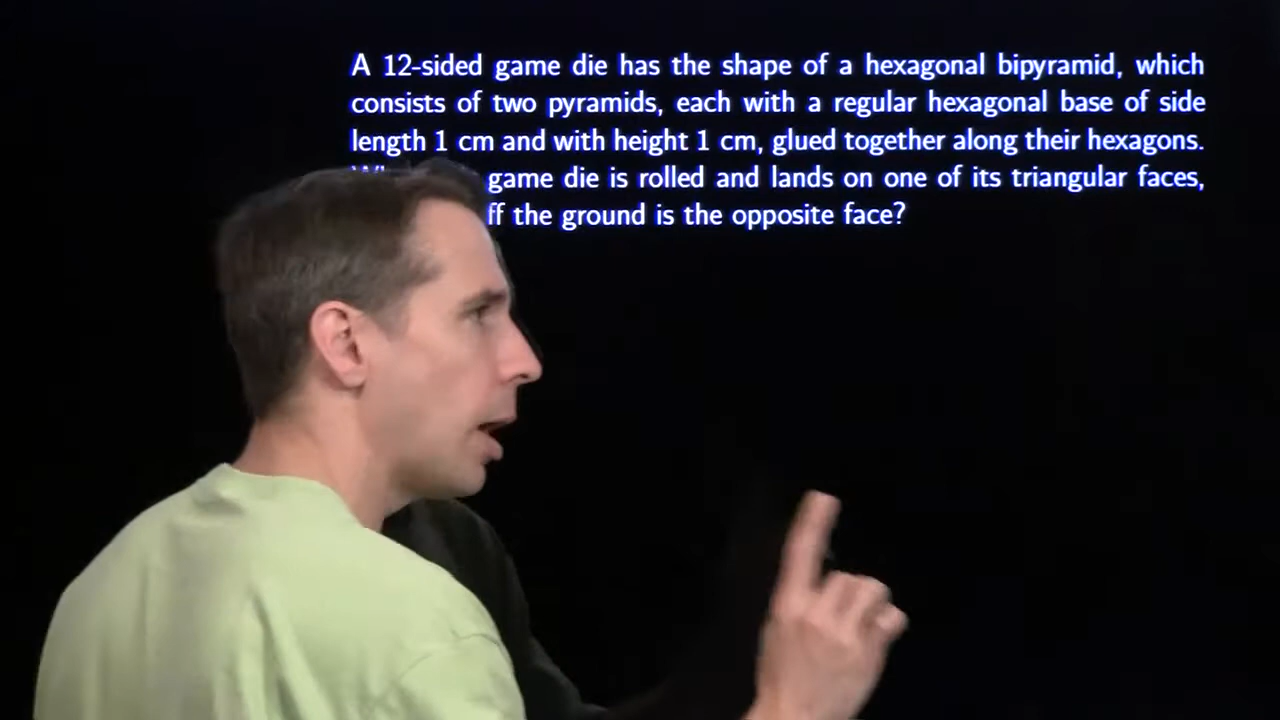 A 12-sided game die has the shape of a hexagonal bipyramid, which
consists of two pyramids, each with a regular hexagonal base of side
length 1 cm and with height 1 cm, glued together along their hexagons.
game die is rolled and lands on one of its triangular faces,
the ground is the opposite face?